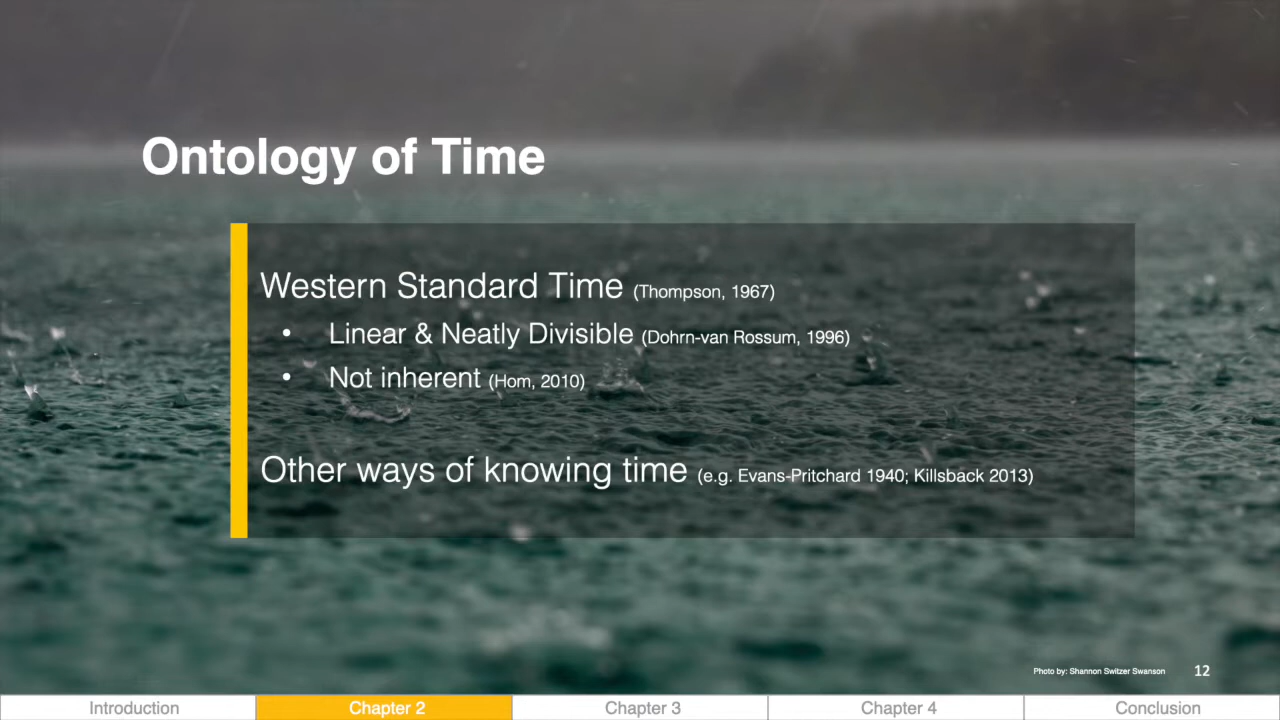 Ontology of Time
Western Standard Time (Thompson, 1967)
• Linear & Neatly Divisible (Dohrn-van Rossum, 1996)
• Not inherent (Hom, 2010)
Other ways of knowing time (e.g. Evans-Pritchard 1940; Killsback 2013)
Photo by: Shannon Switzer Swanson 12
Introduction Chapter 2 Chapter 3 Chapter 4 Conclusion